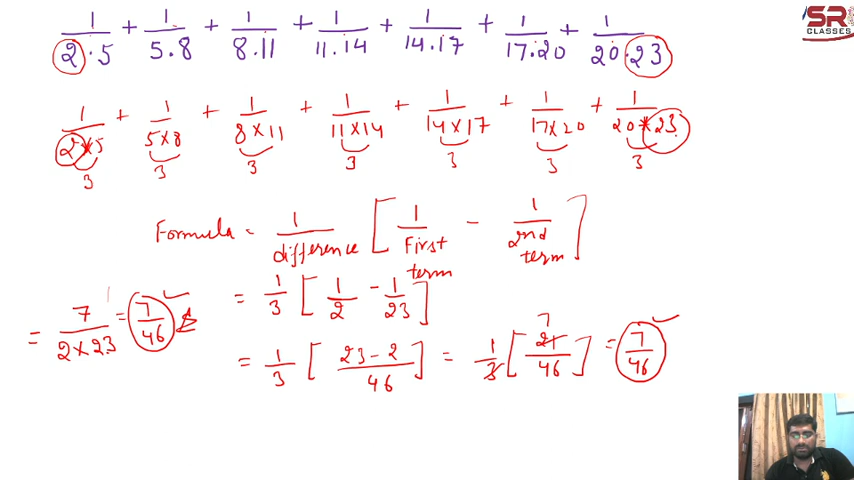 1/2·5 + 1/5·8 + 1/8·11 + 1/11·14 + 1/14·17 + 1/17·20 + 1/20·23
SR
CLASSES
1/2×5 + 1/5×8 + 1/8×11 + 1/11×14 + 1/14×17 + 1/17×20 + 1/20×23
3 3 3 3 3 3 3
Formula = 1/difference [1/First term - 1/2nd term]
= 1/3 [1/2 - 1/23]
= 7/2×23 = 7/46
= 1/3 [23-2/46] = 1/3 [21/46] 7 = 7/46